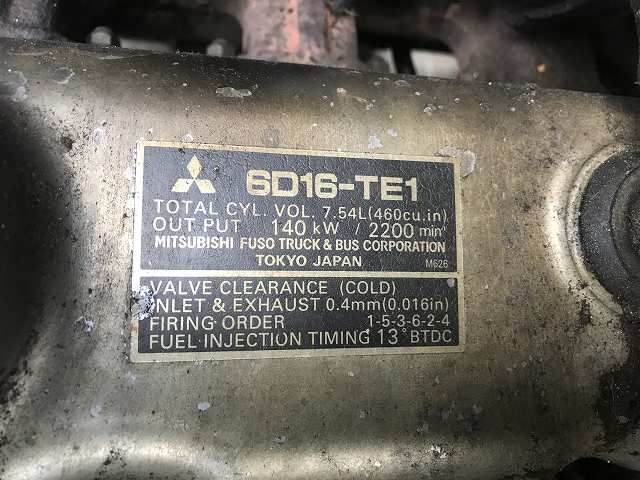 6D16-TE1
TOTAL CYL. VOL. 7.54L(460cu.in)
OUT PUT 140 kW / 2200 min⁻¹
MITSUBISHI FUSO TRUCK & BUS CORPORATION
TOKYO JAPAN M626
VALVE CLEARANCE (COLD)
INLET & EXHAUST 0.4mm(0.016in)
FIRING ORDER 1-5-3-6-2-4
FUEL INJECTION TIMING 13° BTDC